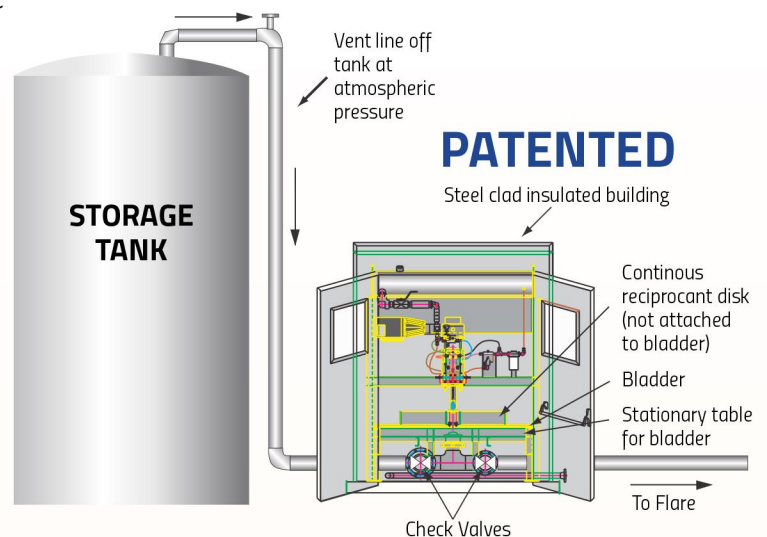 Vent line off
tank at
atmospheric
pressure
PATENTED
Steel clad insulated building
STORAGE
TANK
Continous
reciprocant disk
(not attached
to bladder)
Bladder
Stationary table
for bladder
To Flare
Check Valves